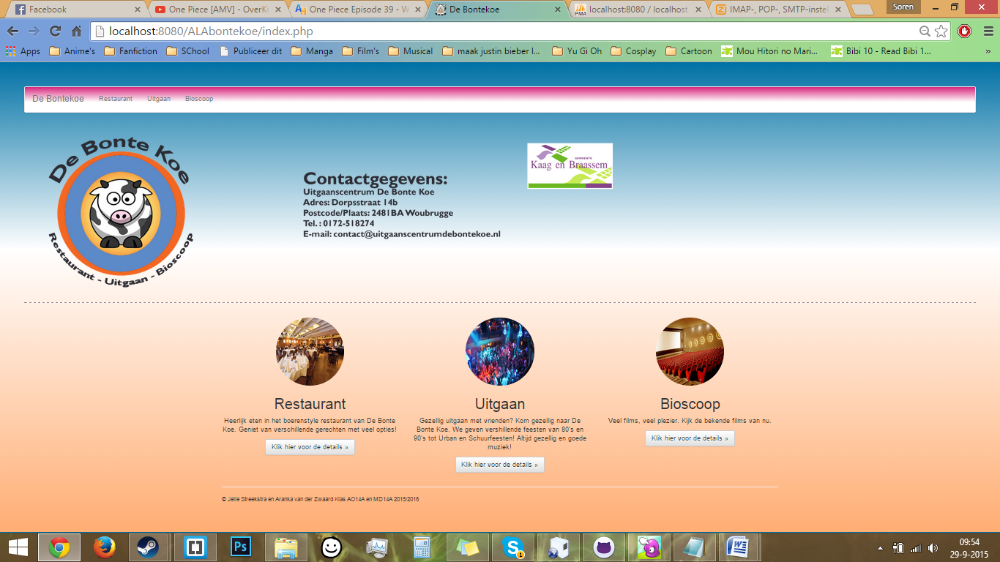 Facebook
One Piece [AMV] - OverKi
One Piece Episode 39 - W
De Bontekoe
localhost:8080 / localhost
IMAP-, POP-, SMTP-instel
Soren
localhost:8080/ALAbontekoe/index.php
Apps
Anime's
Fanfiction
SChool
Publiceer dit
Manga
Film's
Musical
maak justin bieber l...
Yu Gi Oh
Cosplay
Cartoon
Mou Hitori no Mari...
Bibi 10 - Read Bibi 1...
»
De Bontekoe
Restaurant
Uitgaan
Bioscoop
De Bonte Koe
Restaurant - Uitgaan - Bioscoop
Contactgegevens:
Uitgaanscentrum De Bonte Koe
Adres: Dorpsstraat 14b
Postcode/Plaats: 2481BA Woubrugge
Tel. : 0172-518274
E-mail: contact@uitgaanscentrumdebontekoe.nl
GEMEENTE
Kaag en Braassem
Restaurant
Heerlijk eten in het boerenstyle restaurant van De Bonte
Koe. Geniet van verschillende gerechten met veel opties!
Klik hier voor de details »
Uitgaan
Gezellig uitgaan met vrienden? Kom gezellig naar De
Bonte Koe. We geven vershillende feesten van 80's en
90's tot Urban en Schuurfeesten! Altijd gezellig en goede
muziek!
Klik hier voor de details »
Bioscoop
Veel films, veel plezier. Kijk de bekende films van nu.
Klik hier voor de details »
© Jelle Streekstra en Aranka van der Zwaard Klas AO14A en MD14A 2015/2016
09:54
29-9-2015